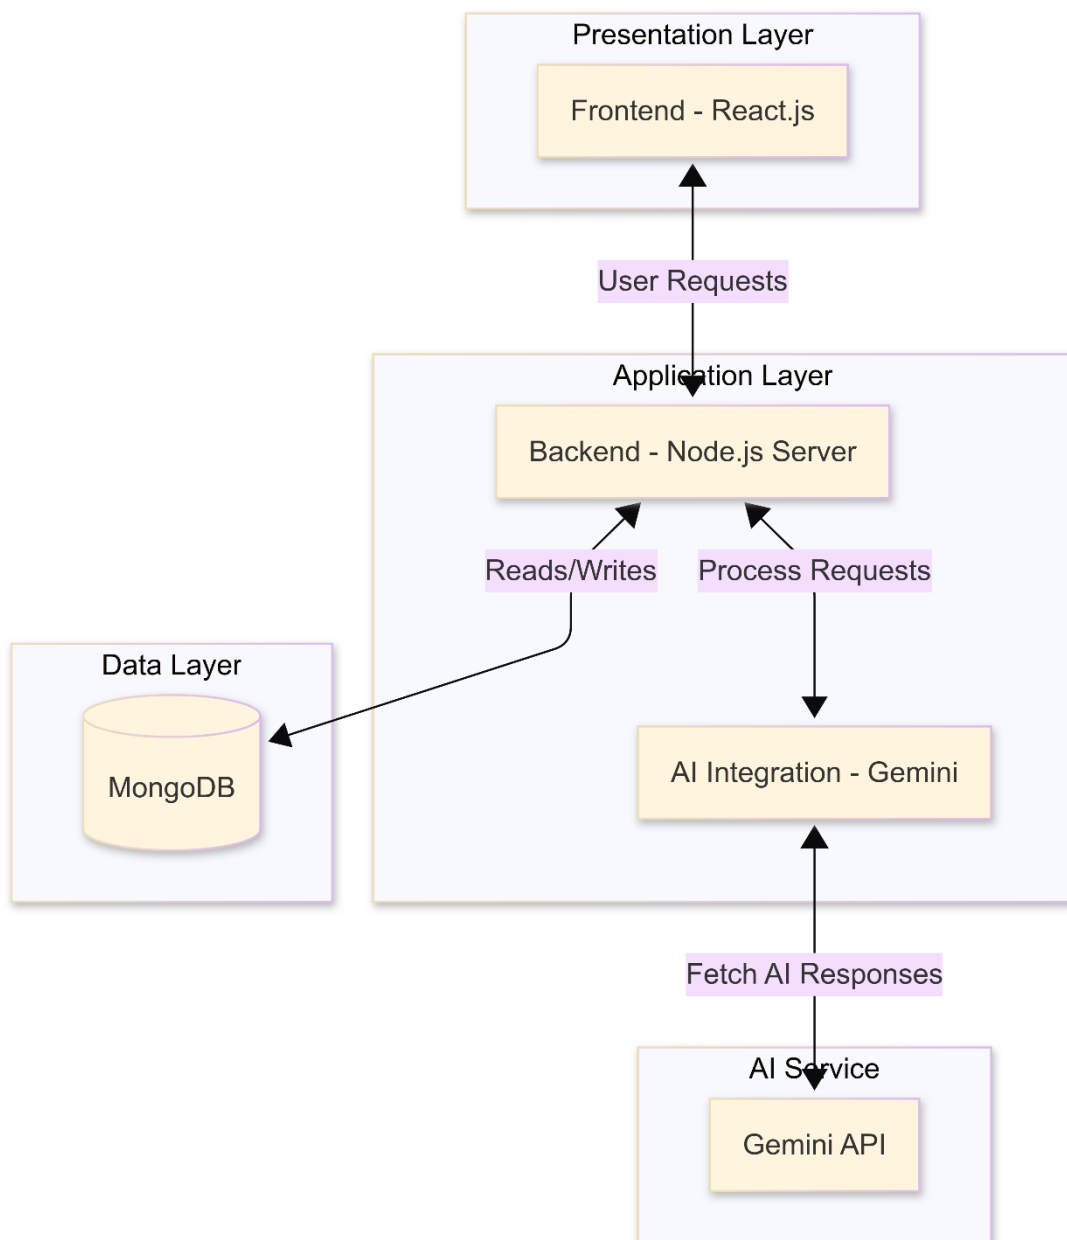 Presentation Layer
Frontend - React.js
User Requests
Application Layer
Backend - Node.js Server
Reads/Writes
Process Requests
Data Layer
MongoDB
AI Integration - Gemini
Fetch AI Responses
AI Service
Gemini API